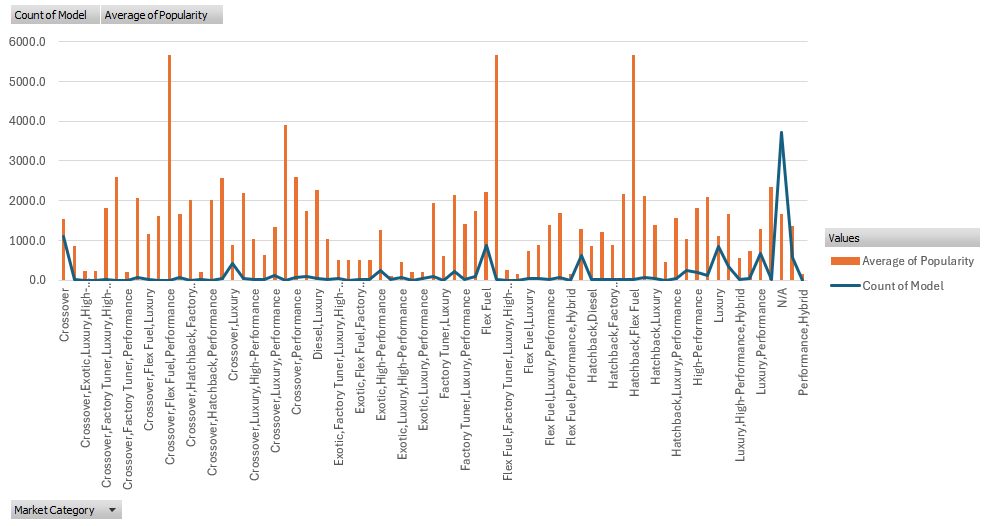 Count of Model Average of Popularity
6000.0
5000.0
4000.0
3000.0
2000.0
1000.0
0.0
Crossover
Crossover,Exotic,Luxury,High-...
Crossover,Factory Tuner,Luxury,High-...
Crossover,Factory Tuner,Performance
Crossover,Flex Fuel,Luxury
Crossover,Flex Fuel,Performance
Crossover,Hatchback,Factory...
Crossover,Hatchback,Performance
Crossover,Luxury
Crossover,Luxury,High-Performance
Crossover,Luxury,Performance
Crossover,Performance
Diesel,Luxury
Exotic,Factory Tuner,Luxury,High-...
Exotic,Flex Fuel,Factory...
Exotic,High-Performance
Exotic,Luxury,High-Performance
Exotic,Luxury,Performance
Factory Tuner,Luxury
Factory Tuner,Luxury,Performance
Flex Fuel
Flex Fuel,Factory Tuner,Luxury,High-...
Flex Fuel,Luxury
Flex Fuel,Luxury,Performance
Flex Fuel,Performance,Hybrid
Hatchback,Diesel
Hatchback,Factory...
Hatchback,Flex Fuel
Hatchback,Luxury
Hatchback,Luxury,Performance
High-Performance
Luxury
Luxury,High-Performance,Hybrid
Luxury,Performance
N/A
Performance,Hybrid
Values
Average of Popularity
Count of Model
Market Category